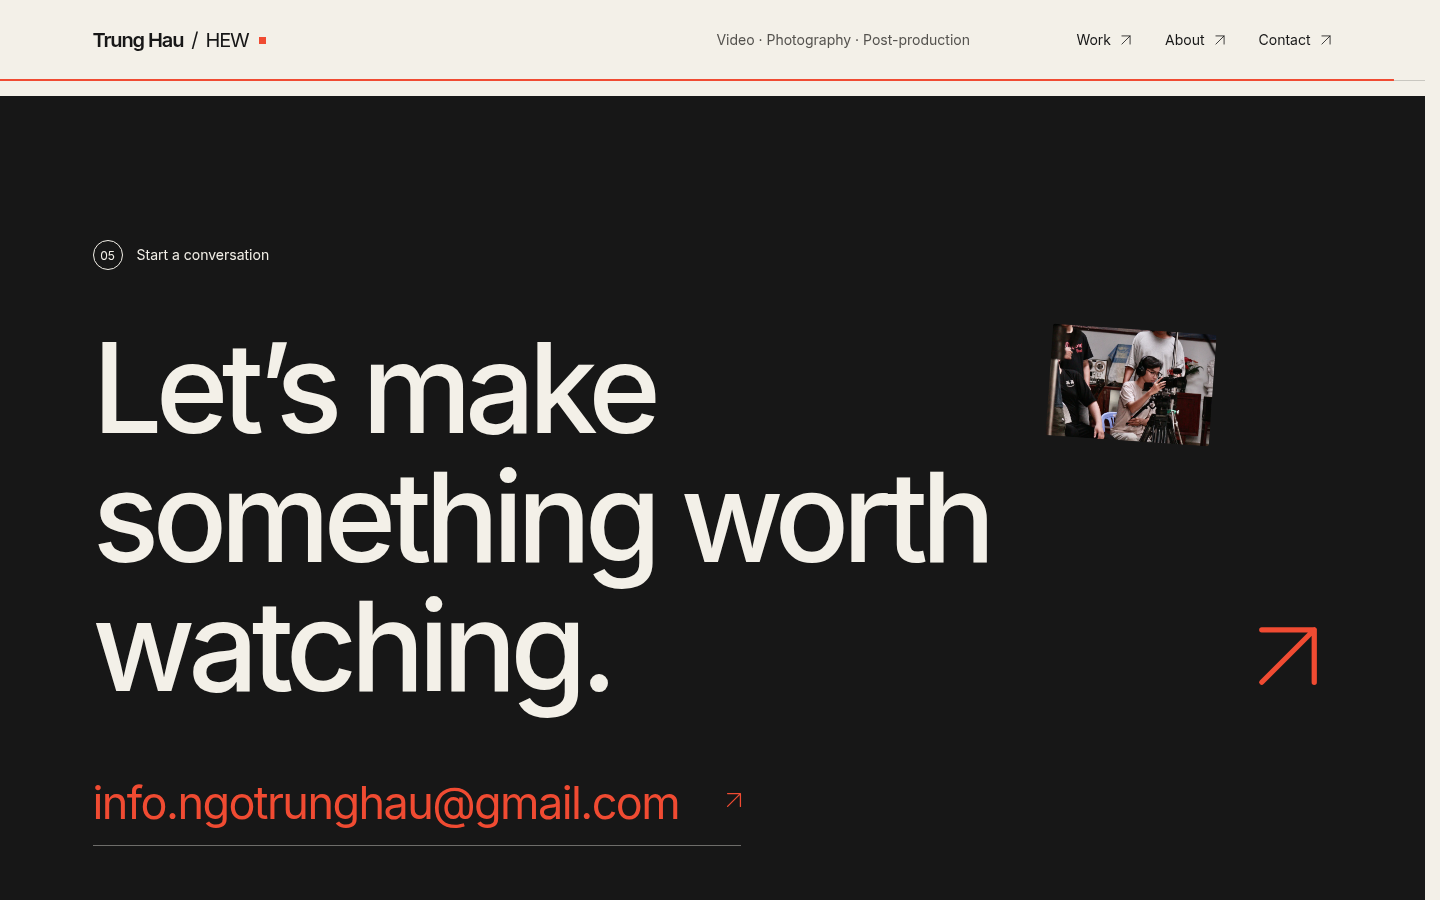 Trung Hau / HEW
Video · Photography · Post-production
Work
About
Contact
05
Start a conversation
Let’s make
something worth
watching.
info.ngotrunghau@gmail.com